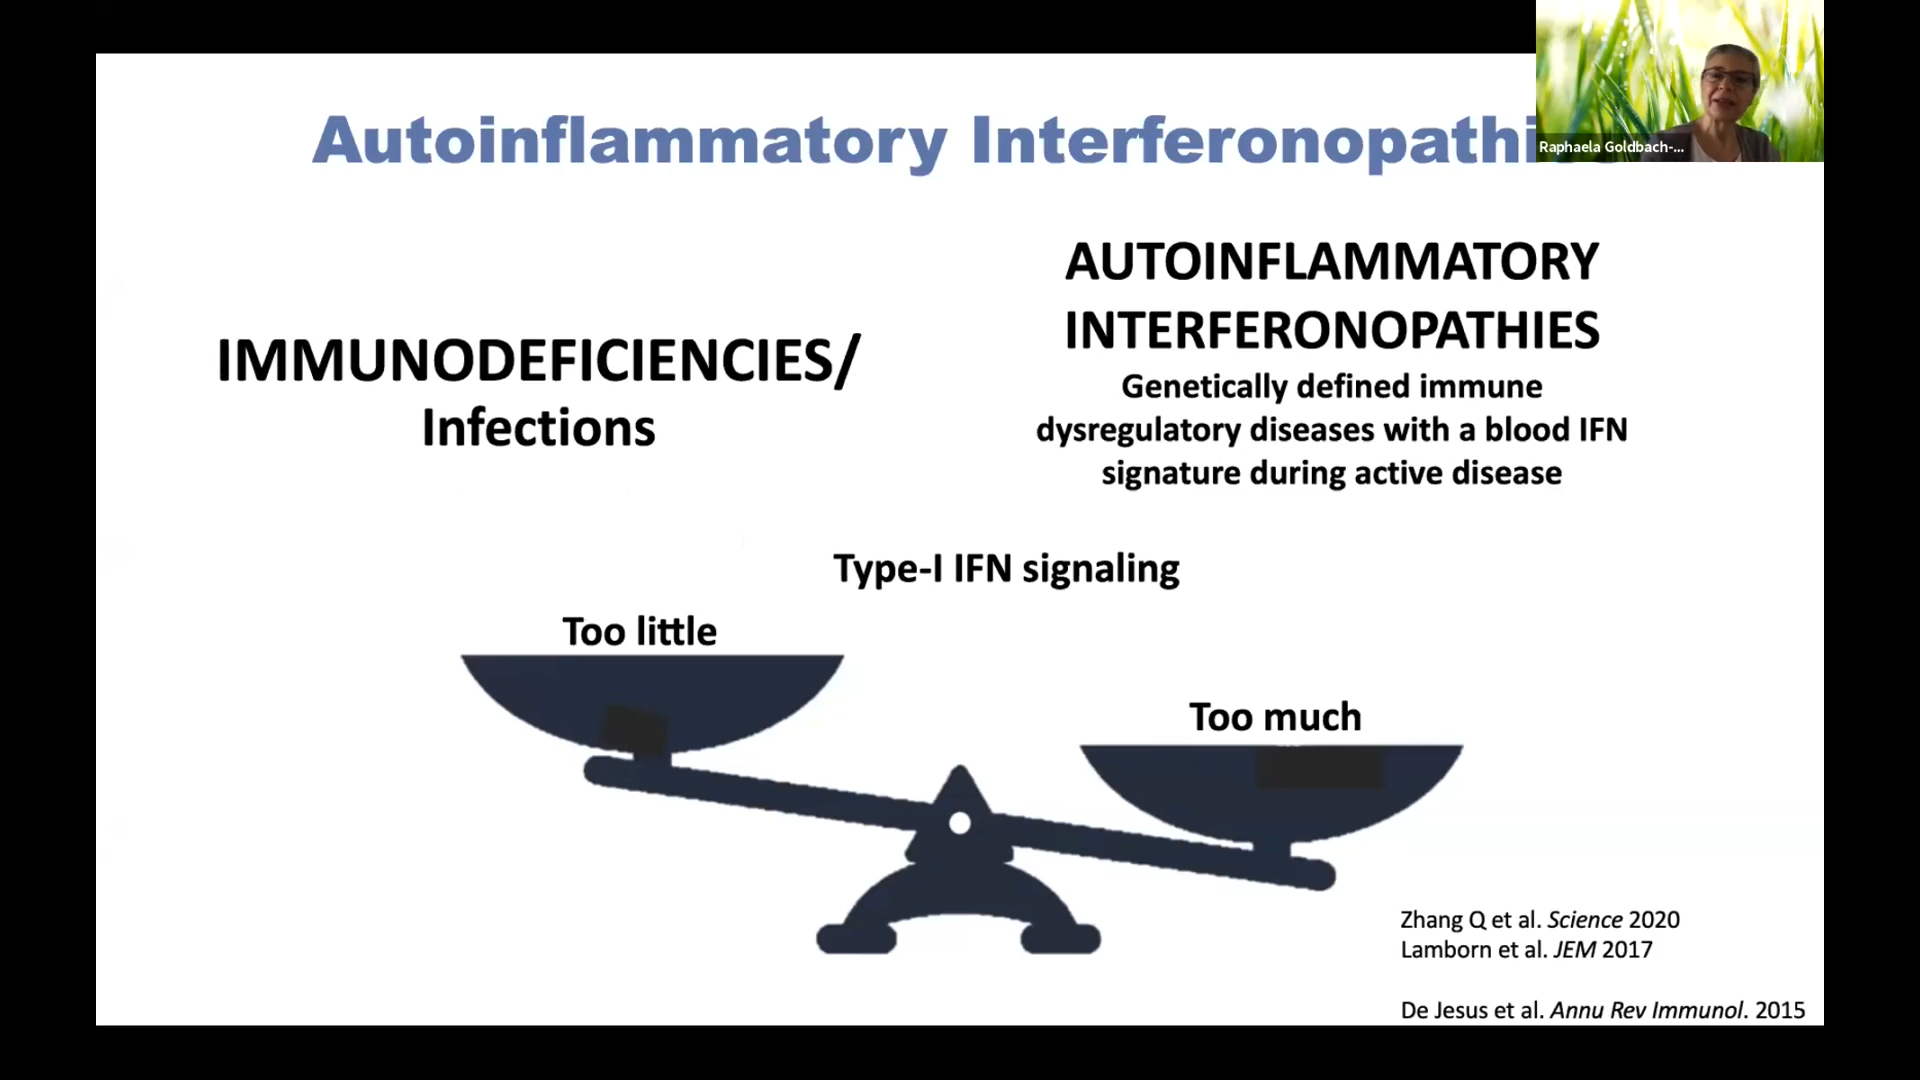 Autoinflammatory Interferonopathi
Raphaela Goldbach-...
IMMUNODEFICIENCIES/
Infections
AUTOINFLAMMATORY
INTERFERONOPATHIES
Genetically defined immune
dysregulatory diseases with a blood IFN
signature during active disease
Type-I IFN signaling
Too little
Too much
Zhang Q et al. Science 2020
Lamborn et al. JEM 2017
De Jesus et al. Annu Rev Immunol. 2015